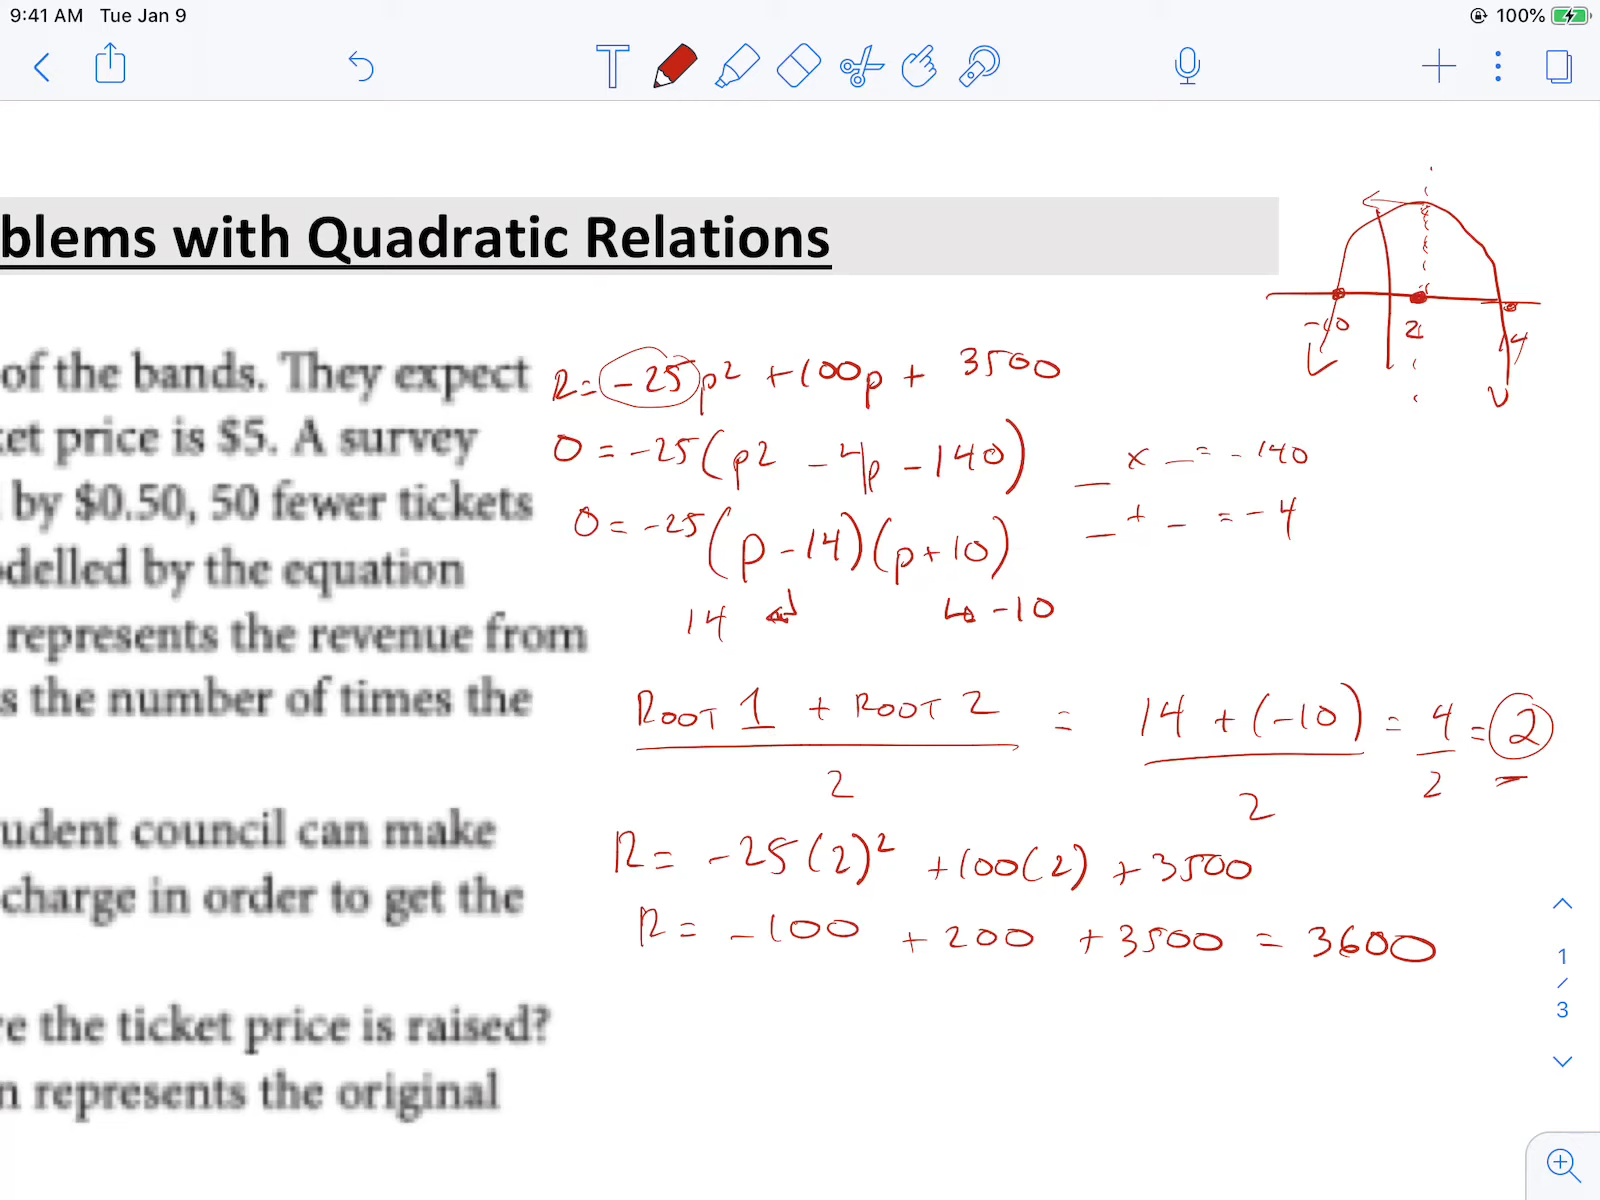 9:41 AM Tue Jan 9
100%
blems with Quadratic Relations
of the bands. They expect
et price is $5. A survey
by $0.50, 50 fewer tickets
delled by the equation
represents the revenue from
s the number of times the
udent council can make
charge in order to get the
e the ticket price is raised?
n represents the original
-10 2 14
R = -25p² + 100p + 3500
0 = -25(p² - 4p - 140)
_ x _ = -140
0 = -25(p - 14)(p + 10)
_ + _ = -4
14 ↲ ↳ -10
ROOT 1 + ROOT 2 = 14 + (-10) = 4 = 2
2 2 2
R = -25(2)² + 100(2) + 3500
R = -100 + 200 + 3500 = 3600
1
/
3